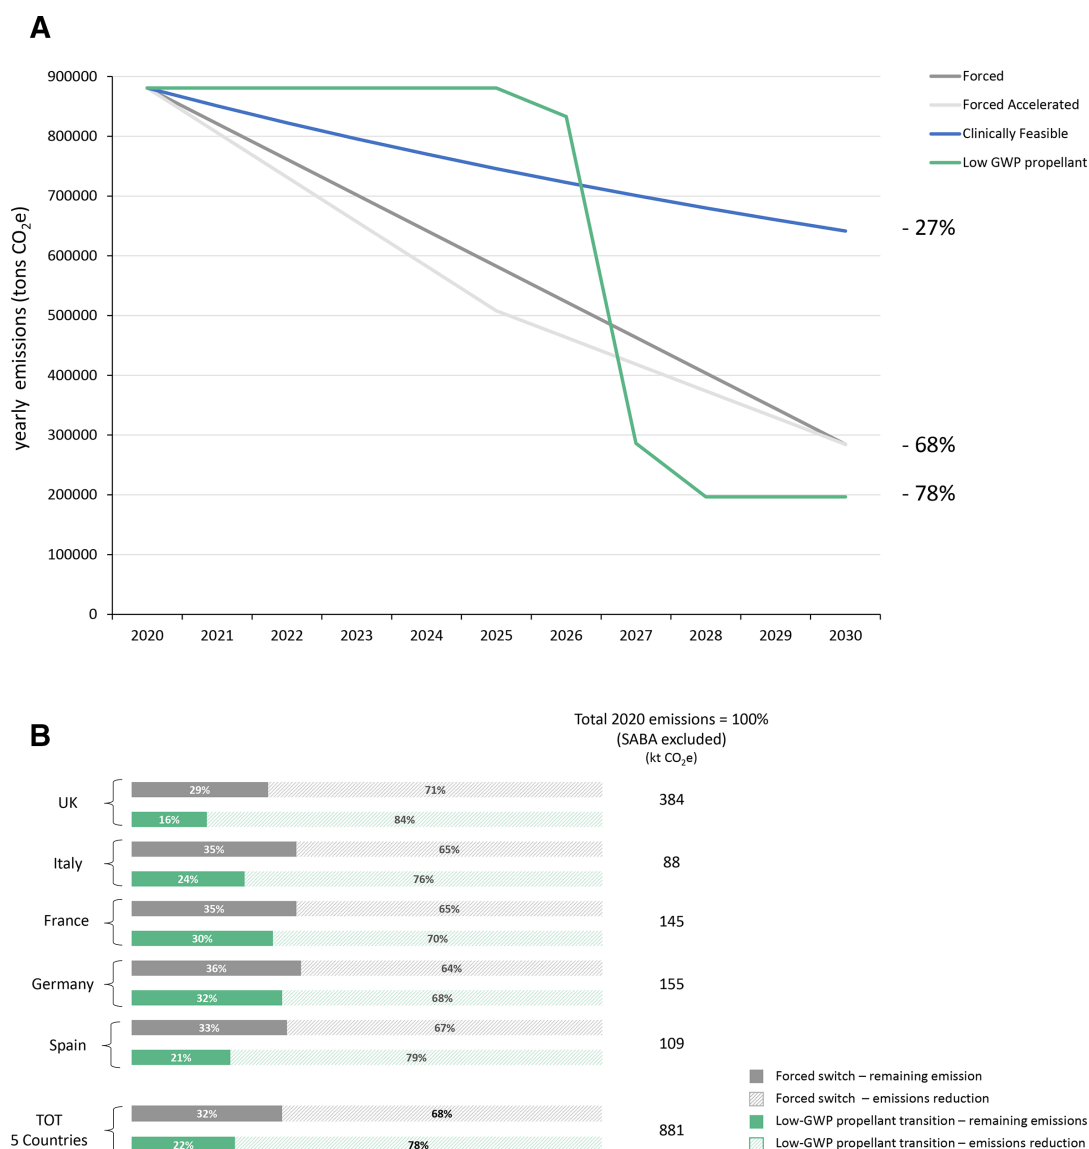 A
900000
800000
700000
600000
500000
400000
300000
200000
100000
0
yearly emissions (tons CO₂e)
2020 2021 2022 2023 2024 2025 2026 2027 2028 2029 2030
Forced
Forced Accelerated
Clinically Feasible
Low GWP propellant
- 27%
- 68%
- 78%
B
Total 2020 emissions = 100%
(SABA excluded)
(kt CO₂e)
UK
29% 71%
16% 84%
384
Italy
35% 65%
24% 76%
88
France
35% 65%
30% 70%
145
Germany
36% 64%
32% 68%
155
Spain
33% 67%
21% 79%
109
TOT
5 Countries
32% 68%
22% 78%
881
Forced switch – remaining emission
Forced switch – emissions reduction
Low-GWP propellant transition – remaining emissions
Low-GWP propellant transition – emissions reduction